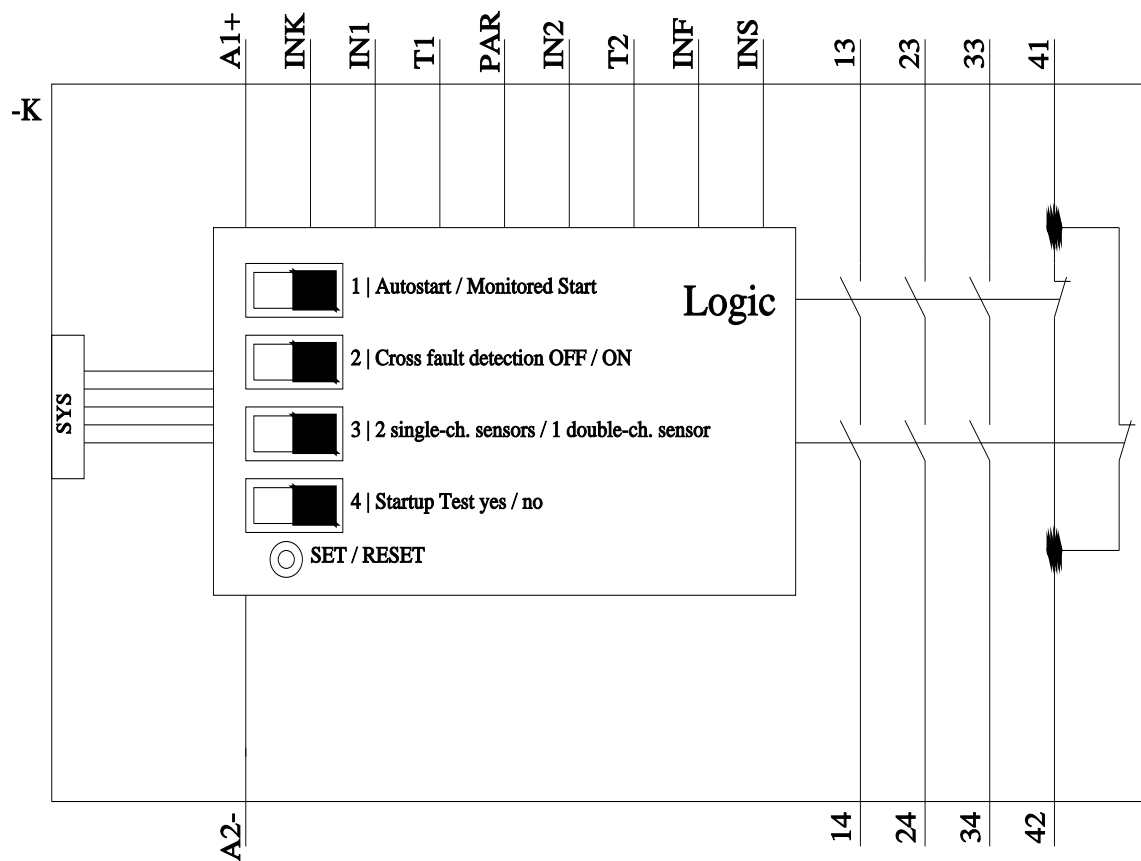 A1+
INK
IN1
T1
PAR
IN2
T2
INF
INS
13
23
33
41
-K
1 | Autostart / Monitored Start
Logic
2 | Cross fault detection OFF / ON
SYS
3 | 2 single-ch. sensors / 1 double-ch. sensor
4 | Startup Test yes / no
SET / RESET
A2-
14
24
34
42